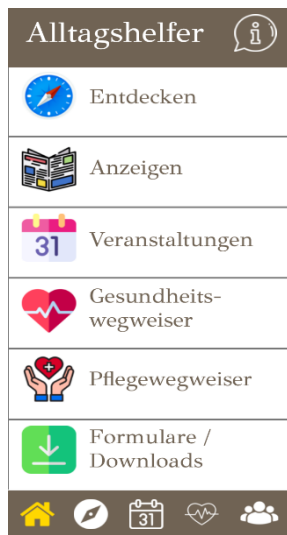 Alltagshelfer
i
Entdecken
Anzeigen
31
Veranstaltungen
Gesundheits-
wegweiser
Pflegewegweiser
Formulare /
Downloads
31